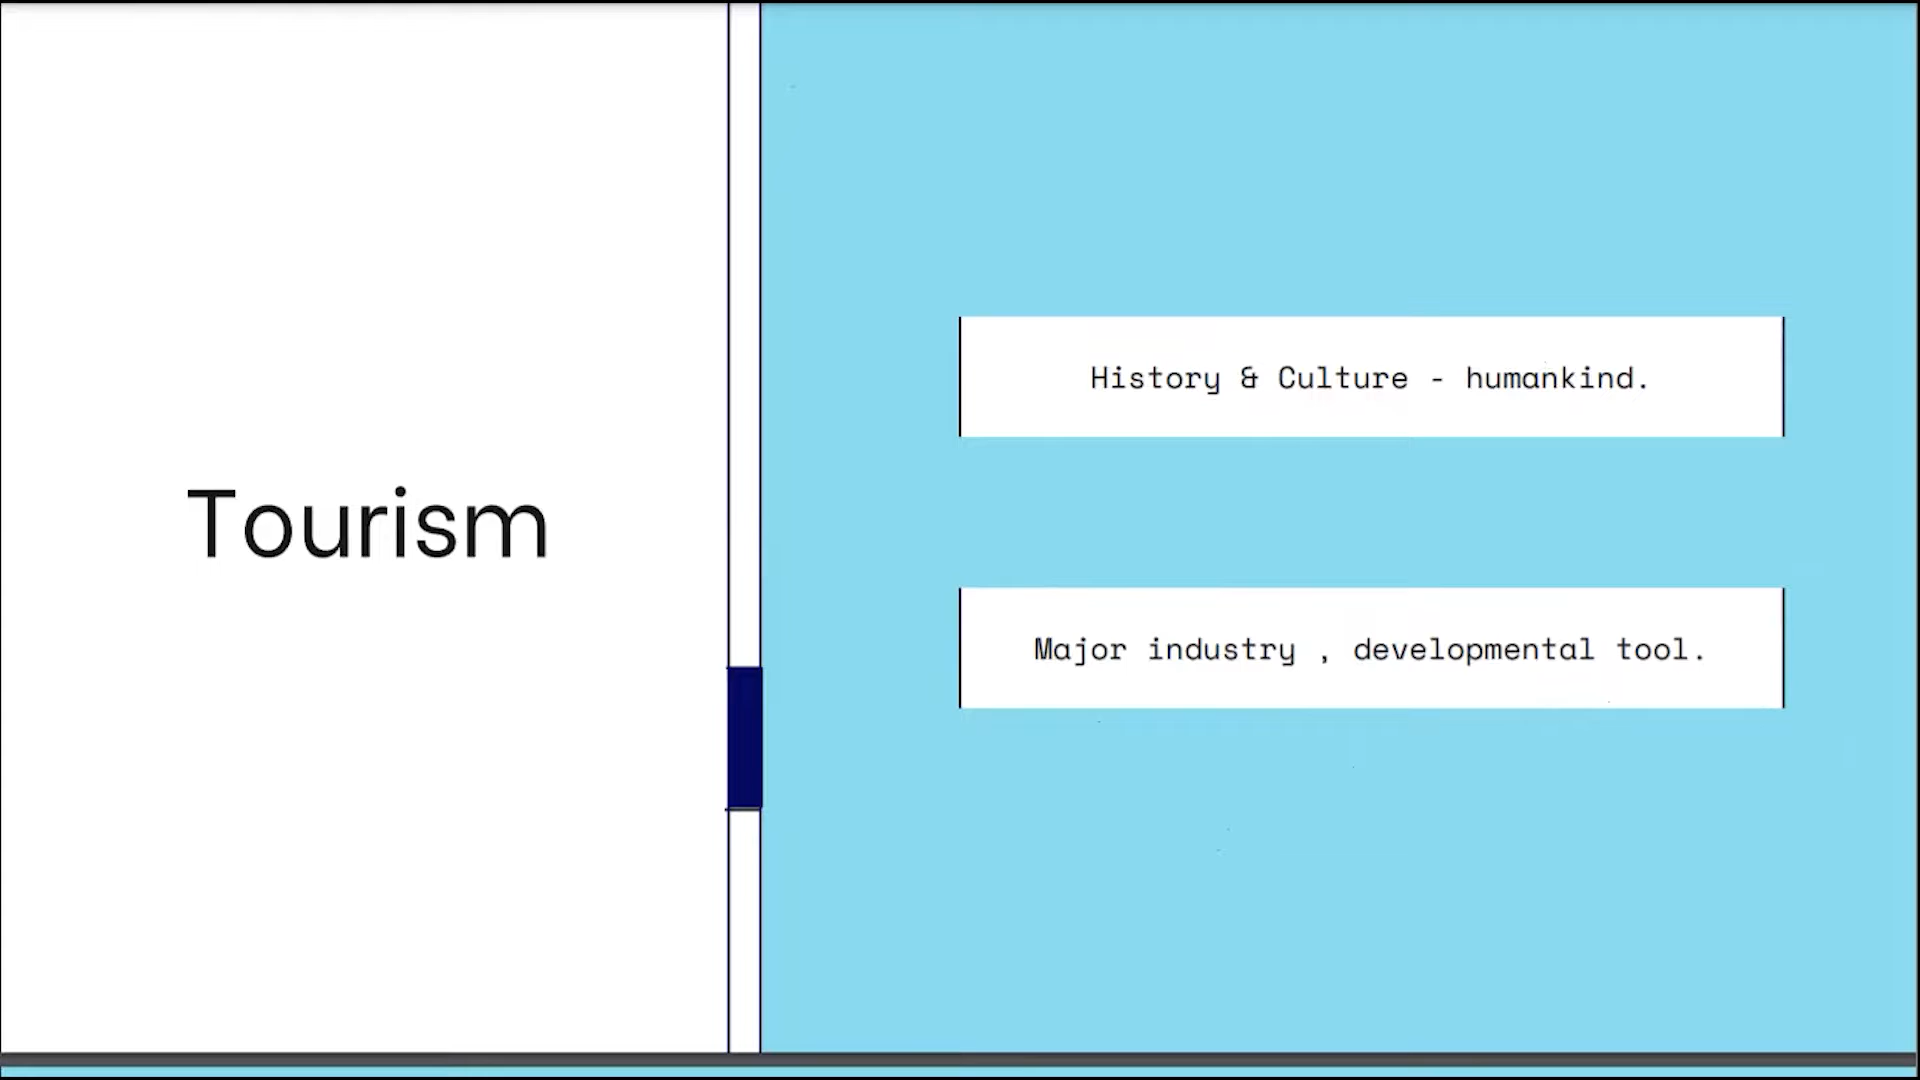 Tourism
History & Culture - humankind.
Major industry , developmental tool.